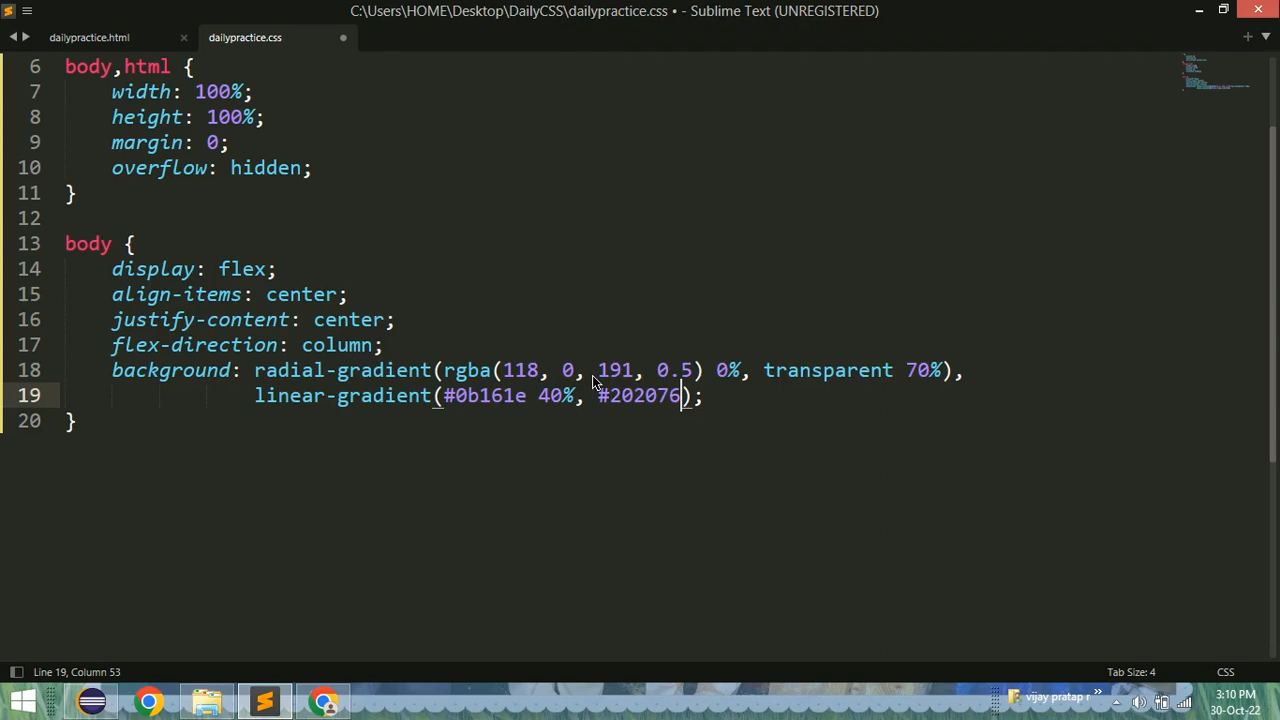 C:\Users\HOME\Desktop\DailyCSS\dailypractice.css • - Sublime Text (UNREGISTERED)
dailypractice.html
dailypractice.css
6 body,html {
7 width: 100%;
8 height: 100%;
9 margin: 0;
10 overflow: hidden;
11 }
12
13 body {
14 display: flex;
15 align-items: center;
16 justify-content: center;
17 flex-direction: column;
18 background: radial-gradient(rgba(118, 0, 191, 0.5) 0%, transparent 70%),
19 linear-gradient(#0b161e 40%, #202076);
20 }
Line 19, Column 53
Tab Size: 4
CSS
vijay pratap r
3:10 PM
30-Oct-22